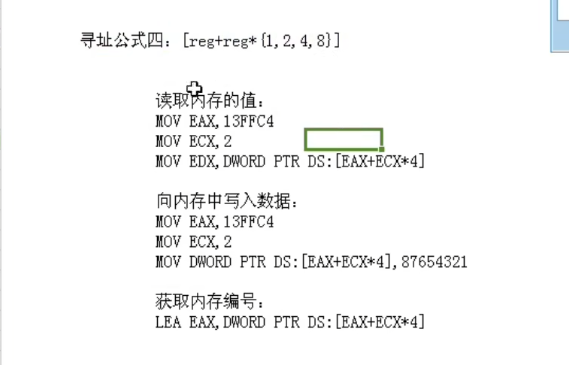 寻址公式四：[reg+reg*{1,2,4,8}]
读取内存的值：
MOV EAX,13FFC4
MOV ECX,2
MOV EDX,DWORD PTR DS:[EAX+ECX*4]
向内存中写入数据：
MOV EAX,13FFC4
MOV ECX,2
MOV DWORD PTR DS:[EAX+ECX*4],87654321
获取内存编号：
LEA EAX,DWORD PTR DS:[EAX+ECX*4]